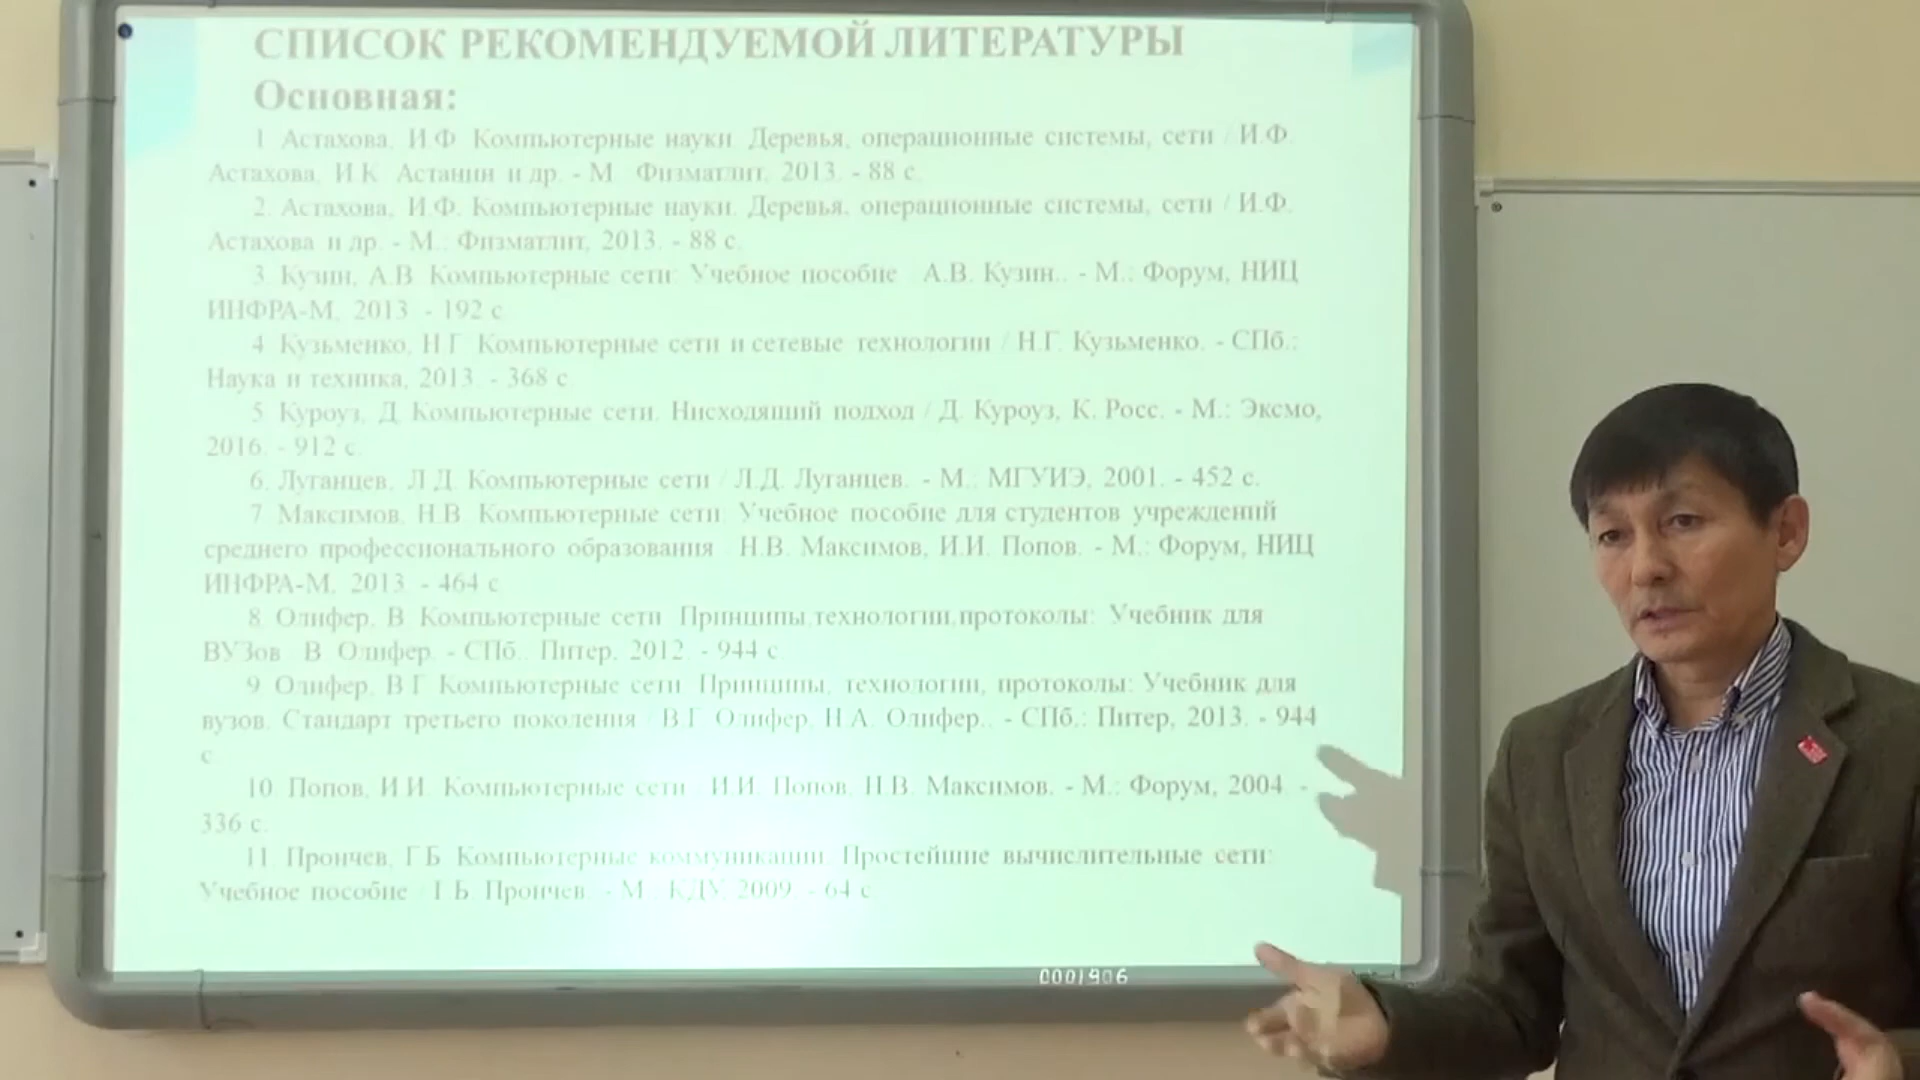 СПИСОК РЕКОМЕНДУЕМОЙ ЛИТЕРАТУРЫ
Основная:
1 Астахова, И.Ф. Компьютерные науки. Деревья, операционные системы, сети / И.Ф.
Астахова, И.К. Астанин и др. - М.: Физматлит, 2013. - 88 с.
2. Астахова, И.Ф. Компьютерные науки. Деревья, операционные системы, сети / И.Ф.
Астахова и др. - М.: Физматлит, 2013. - 88 с.
3. Кузин, А.В. Компьютерные сети: Учебное пособие А.В. Кузин.. - М.: Форум, НИЦ
ИНФРА-М, 2013. - 192 с.
4 Кузьменко, Н.Г. Компьютерные сети и сетевые технологии / Н.Г. Кузьменко. - СПб.:
Наука и техника, 2013. - 368 с.
5 Куроуз, Д. Компьютерные сети. Нисходящий подход / Д. Куроуз, К. Росс. - М.: Эксмо,
2016. - 912 с.
6. Луганцев, Л.Д. Компьютерные сети / Л.Д. Луганцев. - М.: МГУИЭ, 2001. - 452 с.
7. Максимов, Н.В. Компьютерные сети: Учебное пособие для студентов учреждений
среднего профессионального образования Н.В. Максимов, И.И. Попов. - М.: Форум, НИЦ
ИНФРА-М, 2013. - 464 с.
8. Олифер, В. Компьютерные сети. Принципы,технологии,протоколы: Учебник для
ВУЗов В. Олифер. - СПб.: Питер, 2012. - 944 с.
9 Олифер, В.Г. Компьютерные сети. Принципы, технологии, протоколы: Учебник для
вузов. Стандарт третьего поколения / В.Г. Олифер, Н.А. Олифер.. - СПб.: Питер, 2013. - 944
с.
10. Попов, И.И. Компьютерные сети И.И. Попов, Н.В. Максимов. - М.: Форум, 2004. -
336 с.
11. Прончев, Г.Б. Компьютерные коммуникации. Простейшие вычислительные сети:
Учебное пособие Г.Б. Прончев. - М.: КДУ, 2009. - 64 с.
0001906